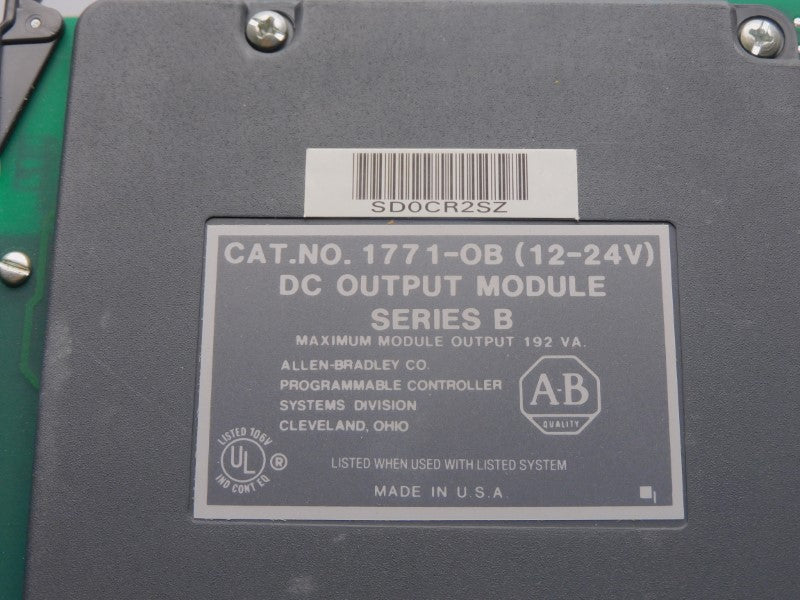 SD0CR2SZ
CAT.NO. 1771-OB (12-24V)
DC OUTPUT MODULE
SERIES B
MAXIMUM MODULE OUTPUT 192 VA.
ALLEN-BRADLEY CO.
PROGRAMMABLE CONTROLLER
SYSTEMS DIVISION
CLEVELAND, OHIO
A-B
QUALITY
LISTED 106V
UL ®
IND CONT EQ
LISTED WHEN USED WITH LISTED SYSTEM
MADE IN U.S.A.